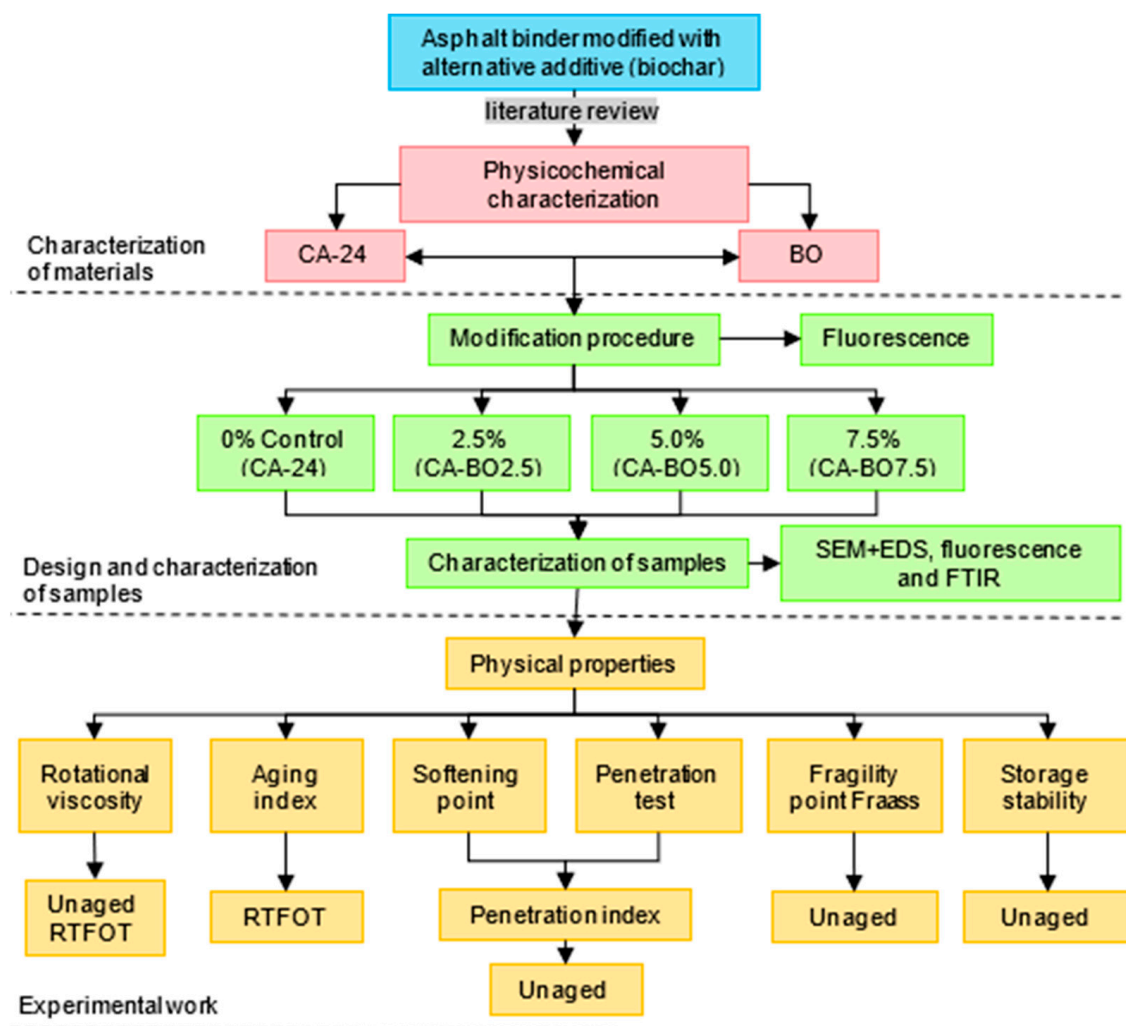 Asphalt binder modified with
alternative additive (biochar)
literature review
Physicochemical
characterization
CA-24
BO
Characterization
of materials
Modification procedure
Fluorescence
0% Control
(CA-24)
2.5%
(CA-BO2.5)
5.0%
(CA-BO5.0)
7.5%
(CA-BO7.5)
Characterization of samples
SEM+EDS, fluorescence
and FTIR
Design and characterization
of samples
Physical properties
Rotational
viscosity
Aging
index
Softening
point
Penetration
test
Fragility
point Fraass
Storage
stability
Unaged
RTFOT
RTFOT
Penetration index
Unaged
Unaged
Unaged
Experimental work